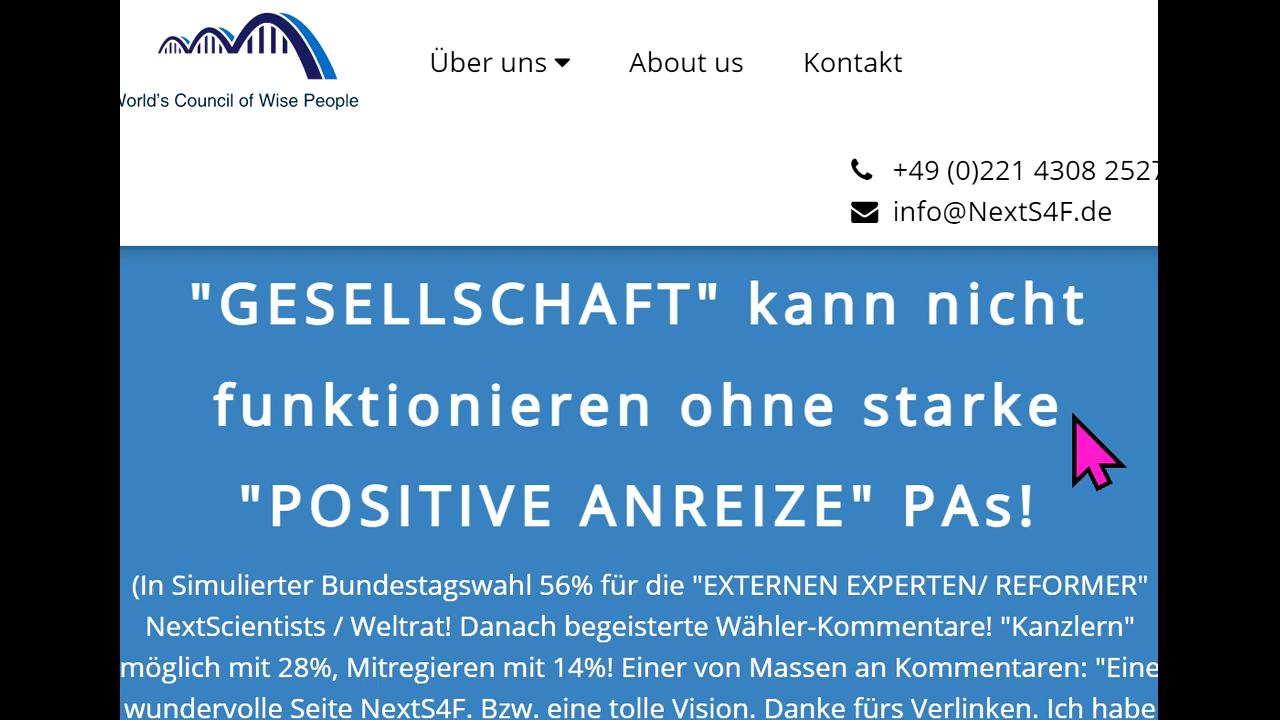 Über uns About us Kontakt
World's Council of Wise People
+49 (0)221 4308 2527
info@NextS4F.de
"GESELLSCHAFT" kann nicht
funktionieren ohne starke
"POSITIVE ANREIZE" PAs!
(In Simulierter Bundestagswahl 56% für die "EXTERNEN EXPERTEN/ REFORMER"
NextScientists / Weltrat! Danach begeisterte Wähler-Kommentare! "Kanzlern"
möglich mit 28%, Mitregieren mit 14%! Einer von Massen an Kommentaren: "Eine
wundervolle Seite NextS4F. Bzw. eine tolle Vision. Danke fürs Verlinken. Ich habe